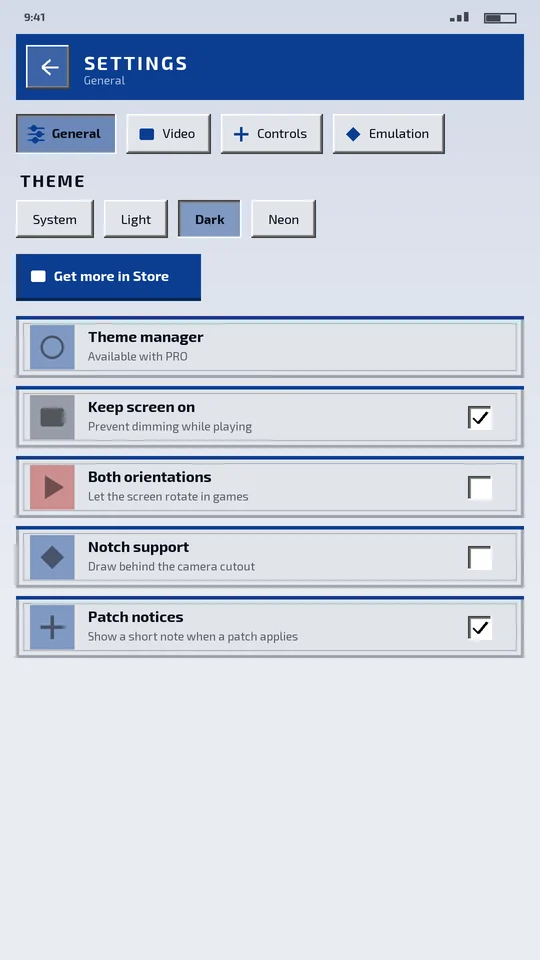 9:41
SETTINGS
General
General
Video
Controls
Emulation
THEME
System
Light
Dark
Neon
Get more in Store
Theme manager
Available with PRO
Keep screen on
Prevent dimming while playing
Both orientations
Let the screen rotate in games
Notch support
Draw behind the camera cutout
Patch notices
Show a short note when a patch applies